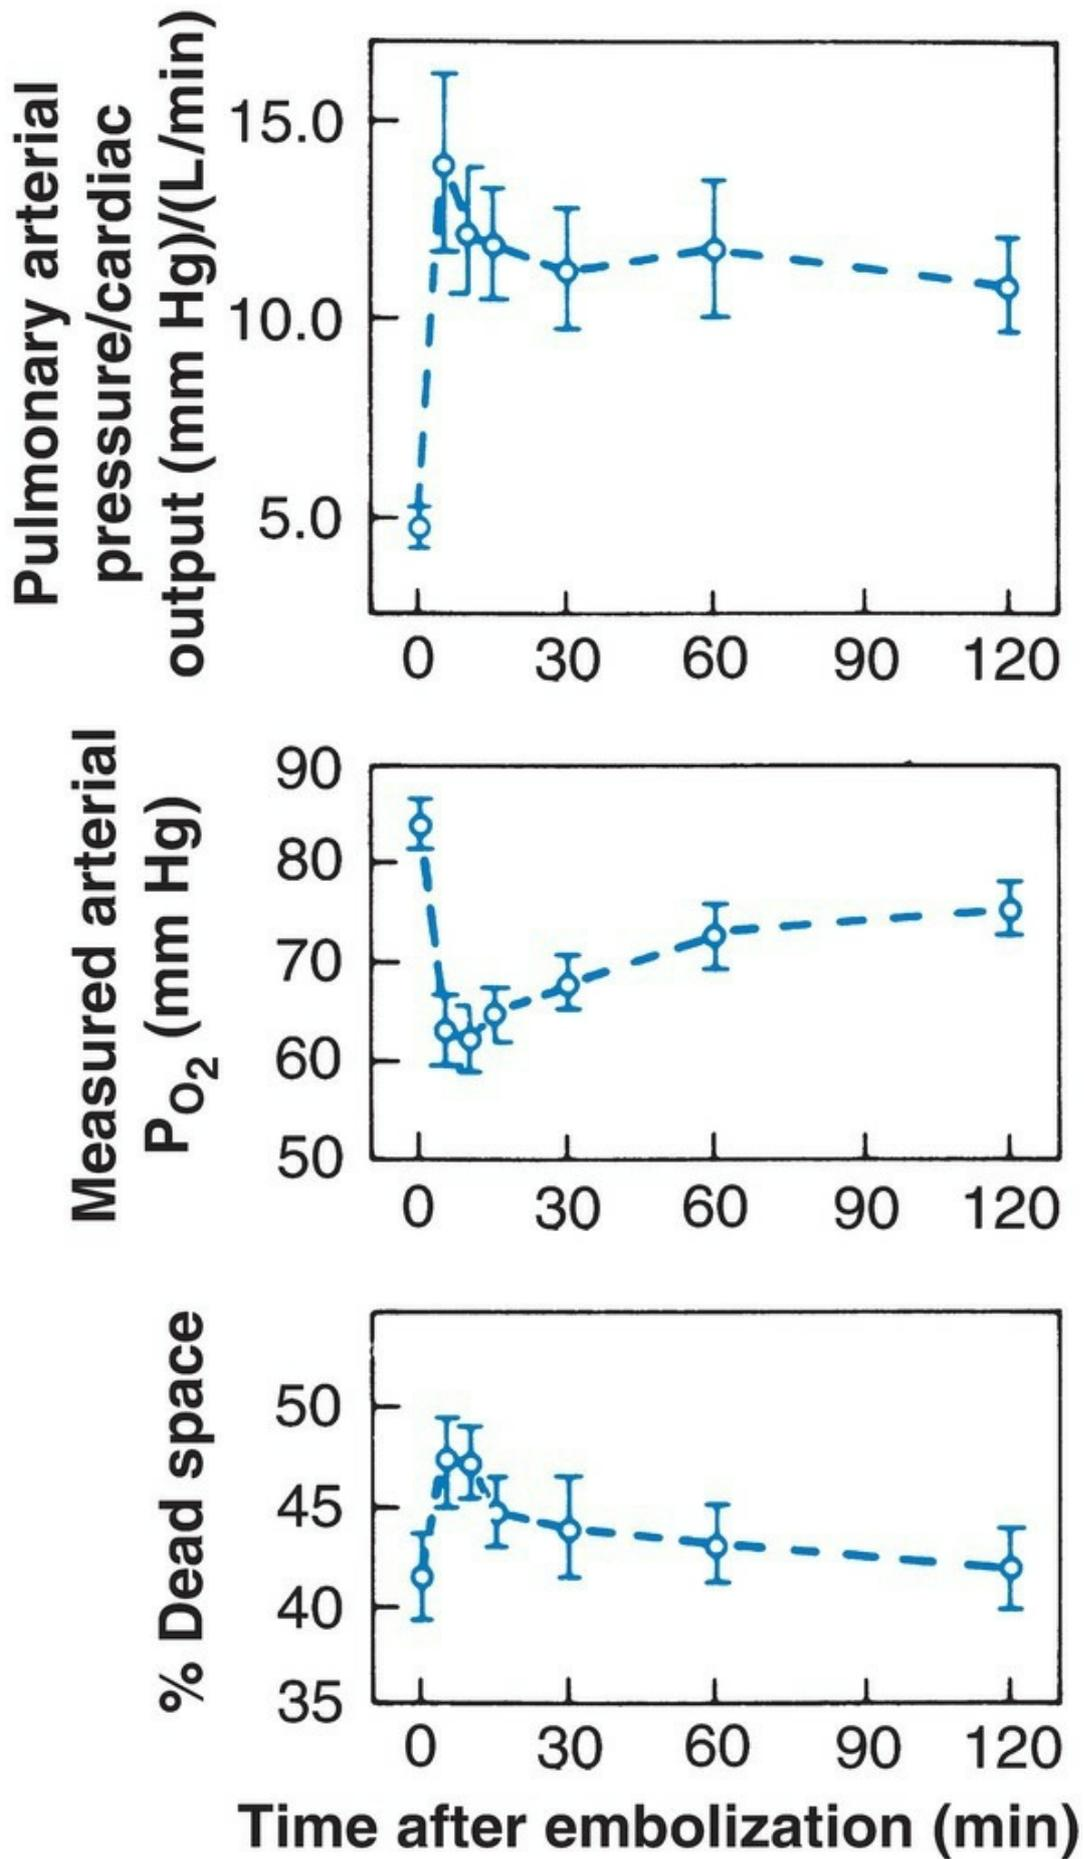 Pulmonary arterial
pressure/cardiac
output (mm Hg)/(L/min)
15.0
10.0
5.0
0 30 60 90 120
Measured arterial
PO2 (mm Hg)
90
80
70
60
50
0 30 60 90 120
% Dead space
50
45
40
35
0 30 60 90 120
Time after embolization (min)